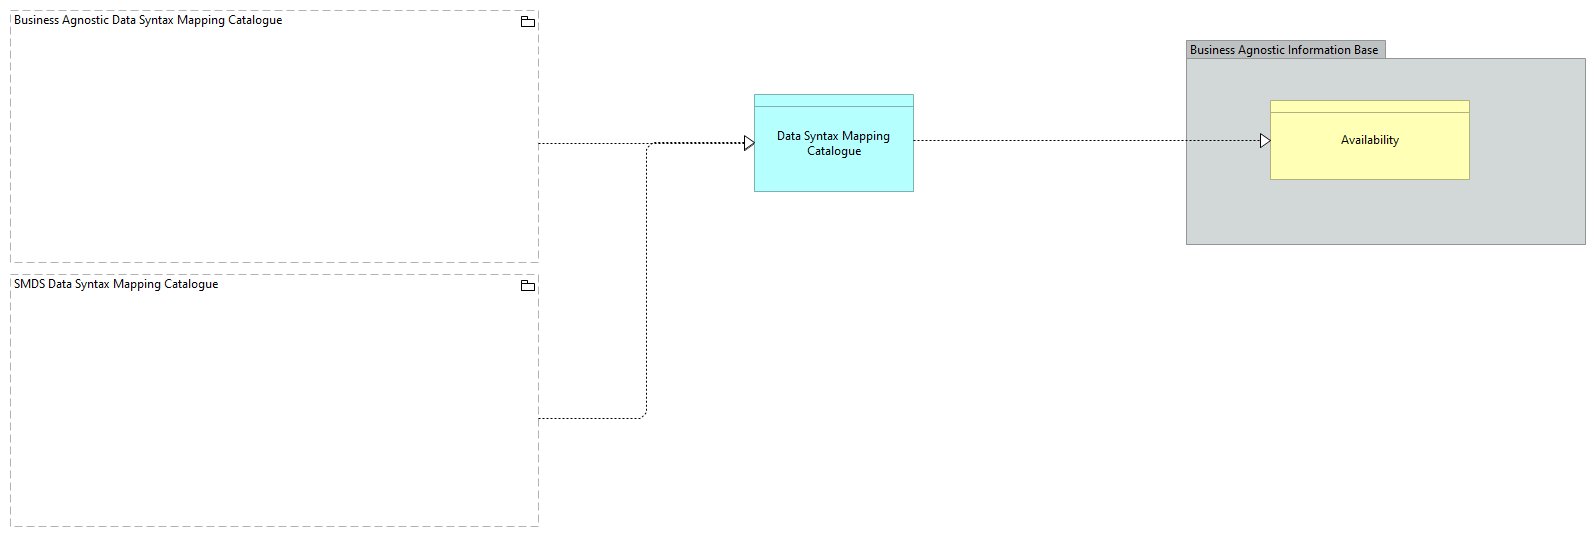 Business Agnostic Data Syntax Mapping Catalogue
SMDS Data Syntax Mapping Catalogue
Data Syntax Mapping
Catalogue
Business Agnostic Information Base
Availability